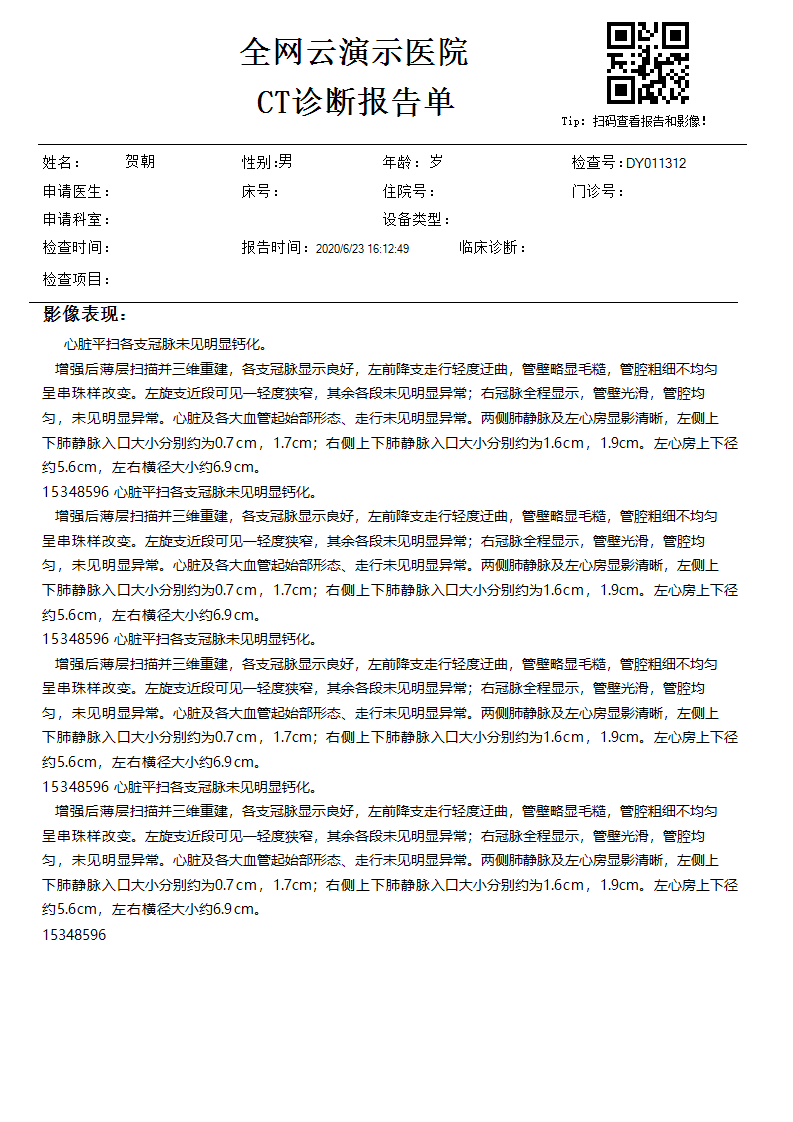 全网云演示医院
CT诊断报告单
Tip: 扫码查看报告和影像!
姓名: 贺朝 性别:男 年龄: 岁 检查号:DY011312
申请医生: 床号: 住院号: 门诊号:
申请科室: 设备类型:
检查时间: 报告时间: 2020/6/23 16:12:49 临床诊断:
检查项目:
影像表现:
心脏平扫各支冠脉未见明显钙化。
增强后薄层扫描并三维重建,各支冠脉显示良好,左前降支走行轻度迂曲,管壁略显毛糙,管腔粗细不均匀
呈串珠样改变。左旋支近段可见一轻度狭窄,其余各段未见明显异常;右冠脉全程显示,管壁光滑,管腔均
匀,未见明显异常。心脏及各大血管起始部形态、走行未见明显异常。两侧肺静脉及左心房显影清晰,左侧上
下肺静脉入口大小分别约为0.7cm,1.7cm;右侧上下肺静脉入口大小分别约为1.6cm,1.9cm。左心房上下径
约5.6cm,左右横径大小约6.9cm。
15348596 心脏平扫各支冠脉未见明显钙化。
增强后薄层扫描并三维重建,各支冠脉显示良好,左前降支走行轻度迂曲,管壁略显毛糙,管腔粗细不均匀
呈串珠样改变。左旋支近段可见一轻度狭窄,其余各段未见明显异常;右冠脉全程显示,管壁光滑,管腔均
匀,未见明显异常。心脏及各大血管起始部形态、走行未见明显异常。两侧肺静脉及左心房显影清晰,左侧上
下肺静脉入口大小分别约为0.7cm,1.7cm;右侧上下肺静脉入口大小分别约为1.6cm,1.9cm。左心房上下径
约5.6cm,左右横径大小约6.9cm。
15348596 心脏平扫各支冠脉未见明显钙化。
增强后薄层扫描并三维重建,各支冠脉显示良好,左前降支走行轻度迂曲,管壁略显毛糙,管腔粗细不均匀
呈串珠样改变。左旋支近段可见一轻度狭窄,其余各段未见明显异常;右冠脉全程显示,管壁光滑,管腔均
匀,未见明显异常。心脏及各大血管起始部形态、走行未见明显异常。两侧肺静脉及左心房显影清晰,左侧上
下肺静脉入口大小分别约为0.7cm,1.7cm;右侧上下肺静脉入口大小分别约为1.6cm,1.9cm。左心房上下径
约5.6cm,左右横径大小约6.9cm。
15348596 心脏平扫各支冠脉未见明显钙化。
增强后薄层扫描并三维重建,各支冠脉显示良好,左前降支走行轻度迂曲,管壁略显毛糙,管腔粗细不均匀
呈串珠样改变。左旋支近段可见一轻度狭窄,其余各段未见明显异常;右冠脉全程显示,管壁光滑,管腔均
匀,未见明显异常。心脏及各大血管起始部形态、走行未见明显异常。两侧肺静脉及左心房显影清晰,左侧上
下肺静脉入口大小分别约为0.7cm,1.7cm;右侧上下肺静脉入口大小分别约为1.6cm,1.9cm。左心房上下径
约5.6cm,左右横径大小约6.9cm。
15348596